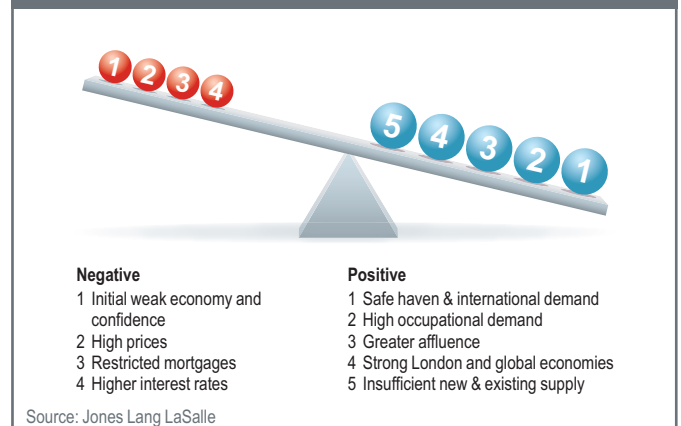 1 2 3 4
5 4 3 2 1
Negative
1 Initial weak economy and
confidence
2 High prices
3 Restricted mortgages
4 Higher interest rates
Positive
1 Safe haven & international demand
2 High occupational demand
3 Greater affluence
4 Strong London and global economies
5 Insufficient new & existing supply
Source: Jones Lang LaSalle